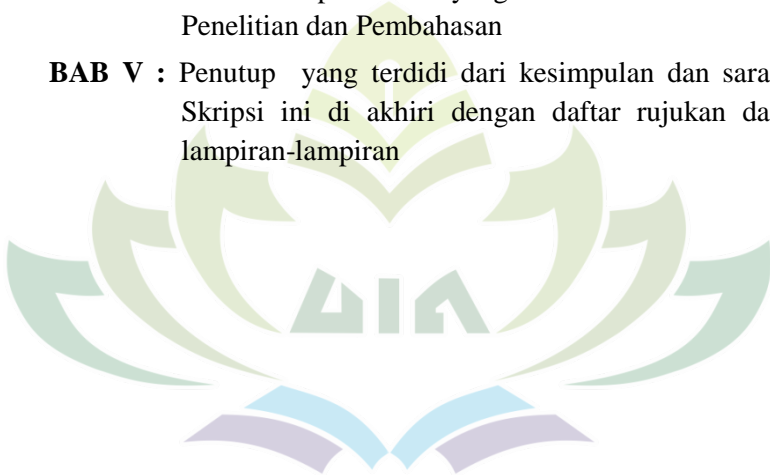 Penelitian dan Pembahasan
BAB V : Penutup yang terdidi dari kesimpulan dan sara
Skripsi ini di akhiri dengan daftar rujukan da
lampiran-lampiran
UIN